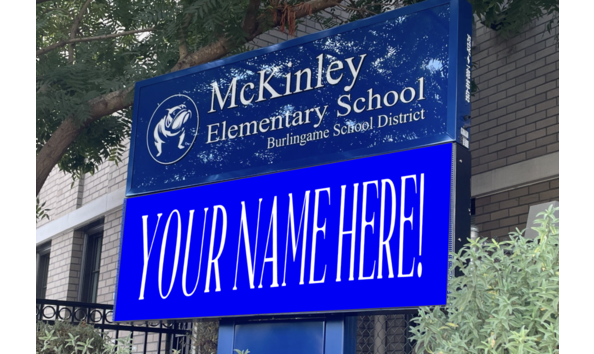 McKinley
Elementary School
Burlingame School District
YOUR NAME HERE!